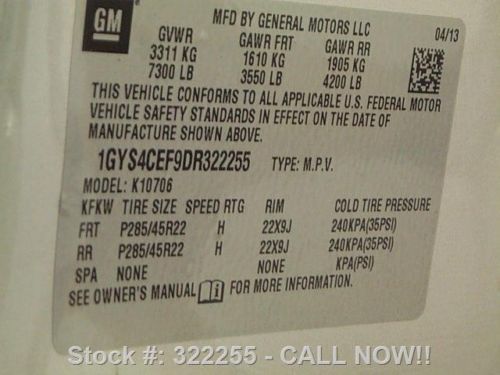 GM
MFD BY GENERAL MOTORS LLC
04/13
GVWR GAWR FRT GAWR RR
3311 KG 1610 KG 1905 KG
7300 LB 3550 LB 4200 LB
THIS VEHICLE CONFORMS TO ALL APPLICABLE U.S. FEDERAL MOTOR
VEHICLE SAFETY STANDARDS IN EFFECT ON THE DATE OF
MANUFACTURE SHOWN ABOVE.
1GYS4CEF9DR322255 TYPE: M.P.V.
MODEL: K10706
KFKW TIRE SIZE SPEED RTG RIM COLD TIRE PRESSURE
FRT P285/45R22 H 22X9J 240KPA(35PSI)
RR P285/45R22 H 22X9J 240KPA(35PSI)
SPA NONE NONE KPA(PSI)
SEE OWNER'S MANUAL i FOR MORE INFORMATION.
Stock #: 322255 - CALL NOW!!